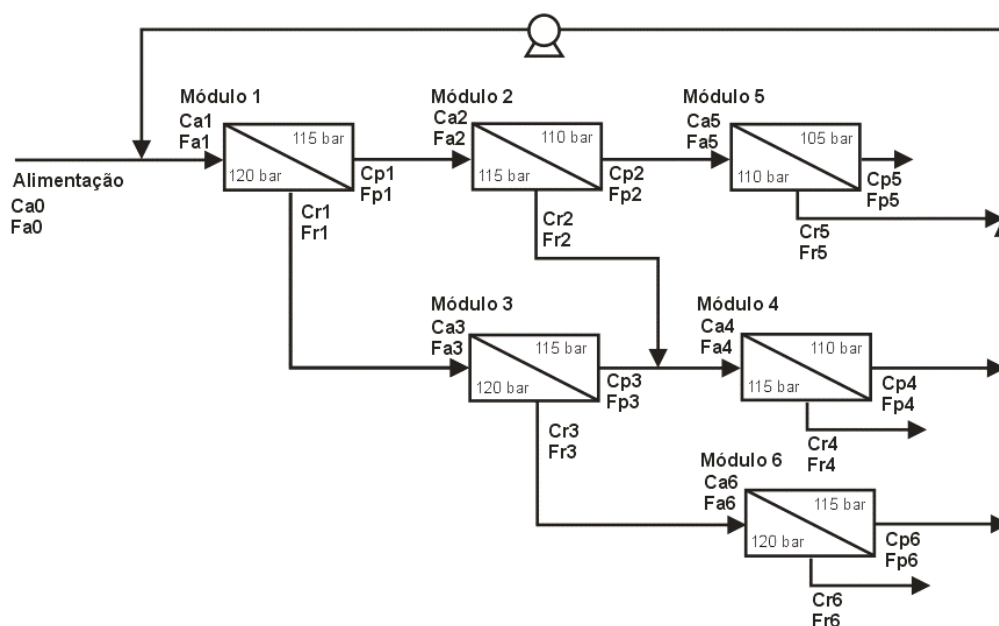 Módulo 1
Ca1
Fa1
115 bar
120 bar
Cp1
Fp1
Cr1
Fr1
Módulo 2
Ca2
Fa2
110 bar
115 bar
Cp2
Fp2
Cr2
Fr2
Módulo 5
Ca5
Fa5
105 bar
110 bar
Cp5
Fp5
Cr5
Fr5
Alimentação
Ca0
Fa0
Módulo 3
Ca3
Fa3
115 bar
120 bar
Cp3
Fp3
Cr3
Fr3
Módulo 4
Ca4
Fa4
110 bar
115 bar
Cp4
Fp4
Cr4
Fr4
Módulo 6
Ca6
Fa6
115 bar
120 bar
Cp6
Fp6
Cr6
Fr6